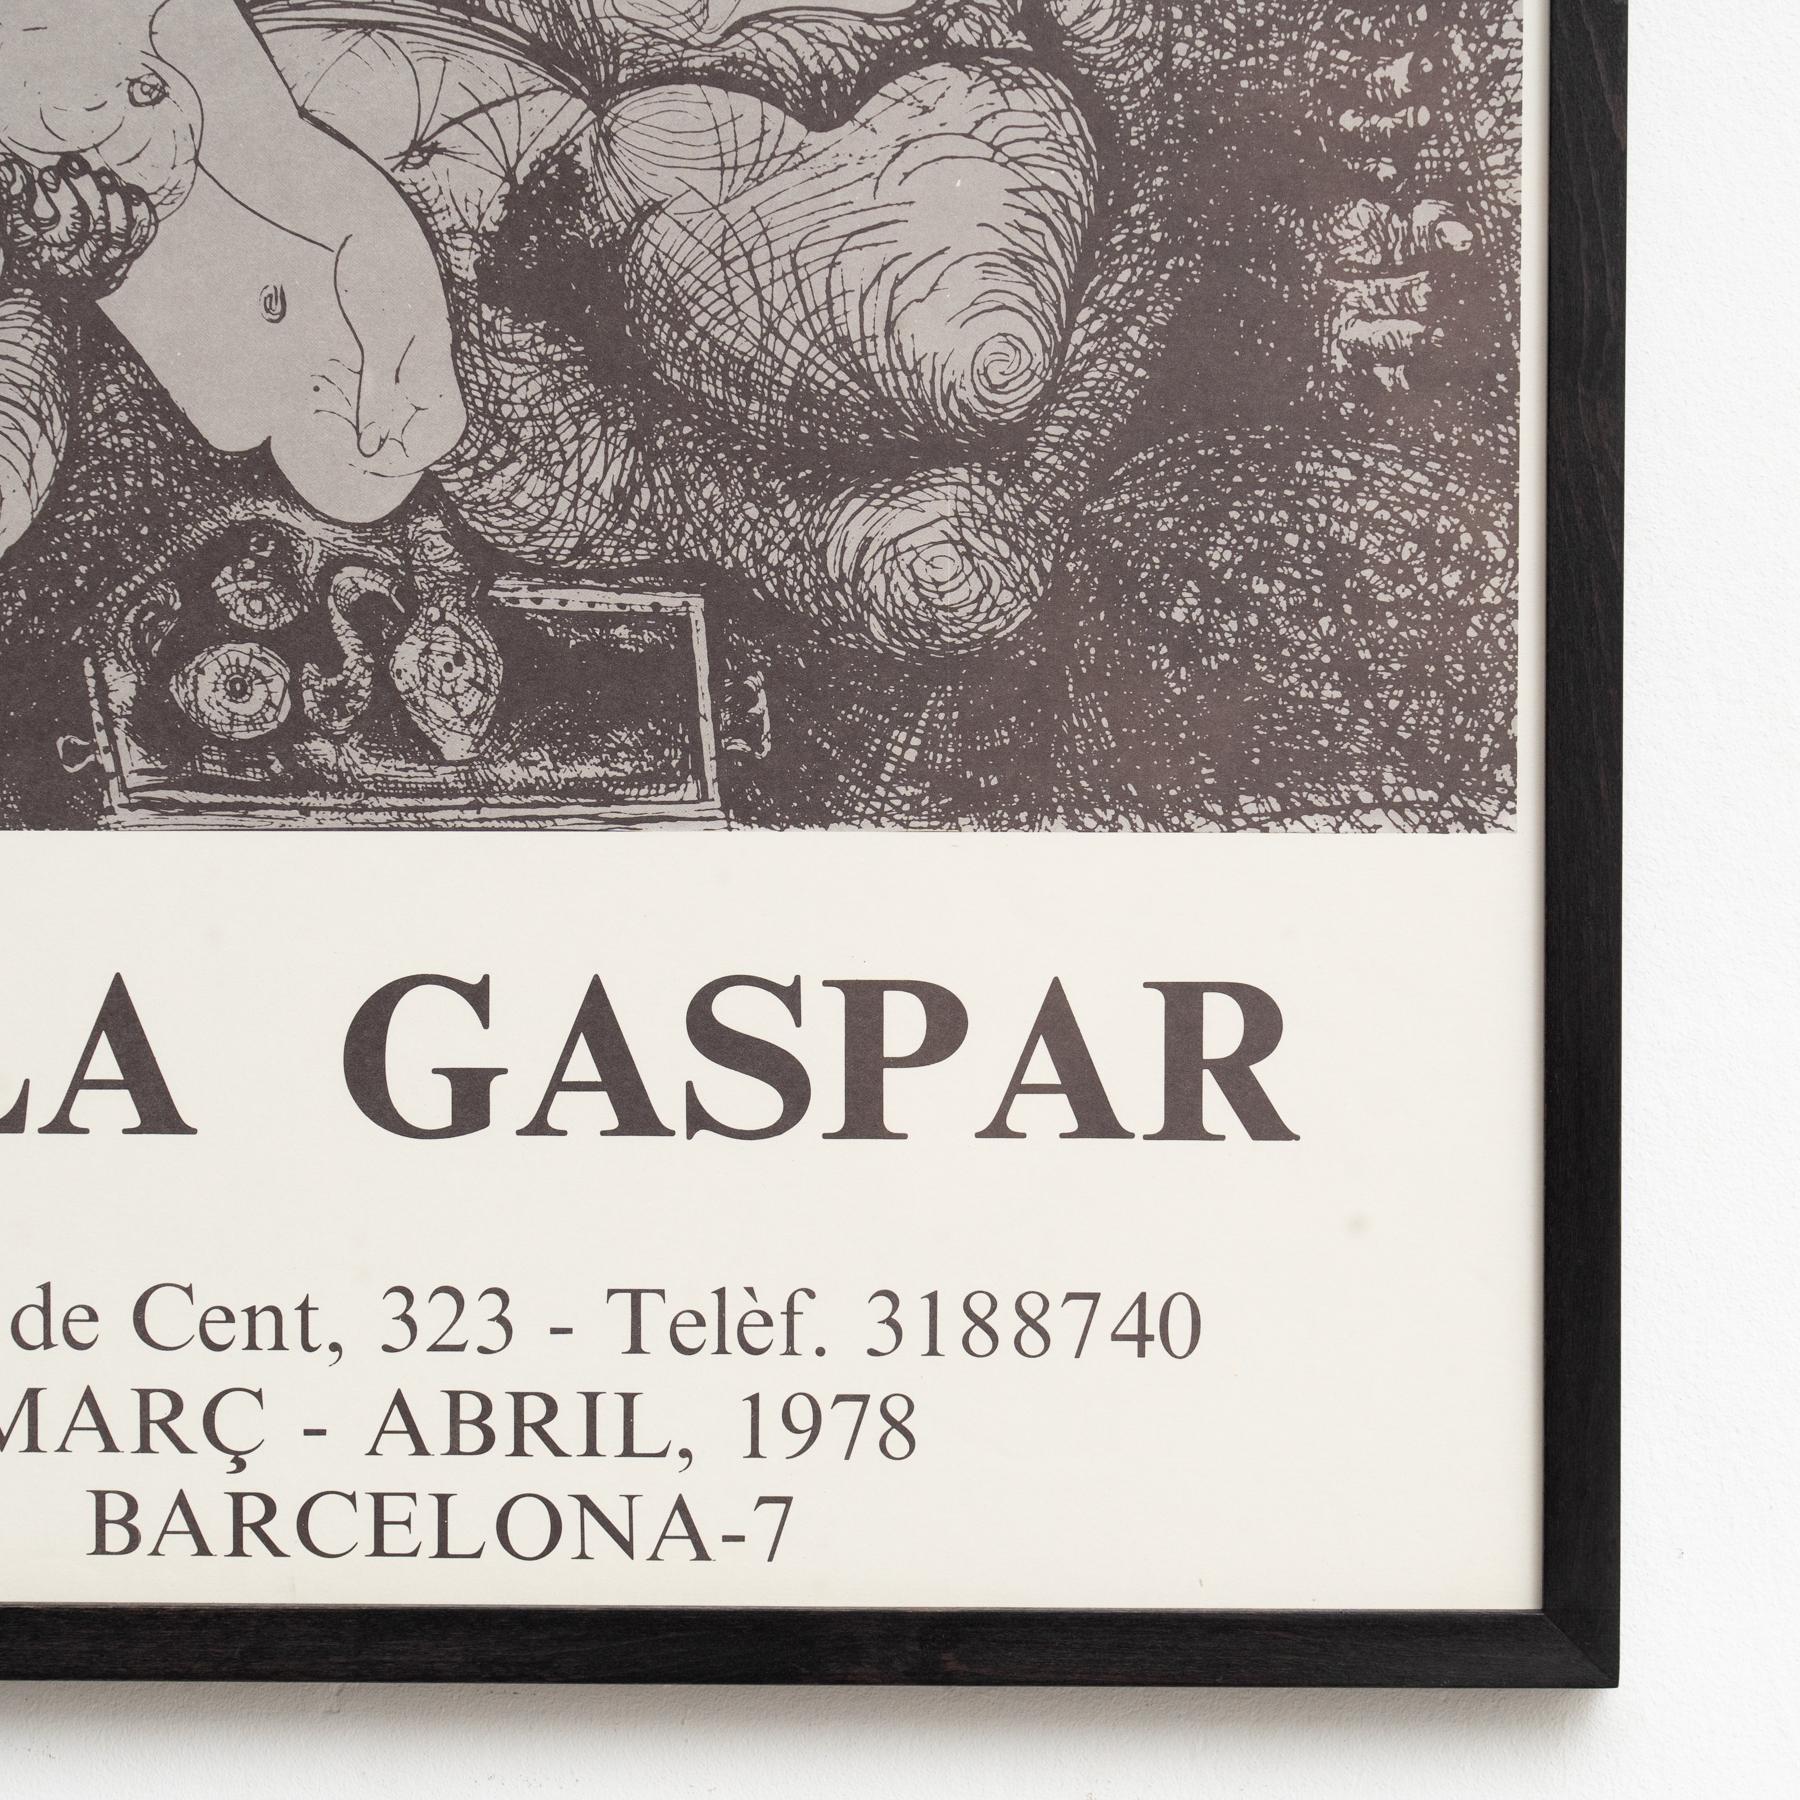 LA GASPAR
de Cent, 323 - Telèf. 3188740
MARÇ - ABRIL, 1978
BARCELONA-7